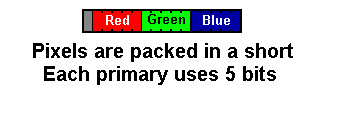 Red Green Blue
Pixels are packed in a short
Each primary uses 5 bits